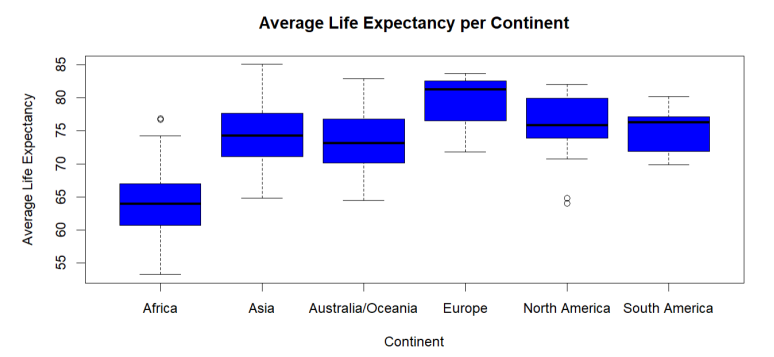 Average Life Expectancy per Continent
Average Life Expectancy
85
80
75
70
65
60
55
Africa
Asia
Australia/Oceania
Europe
North America
South America
Continent